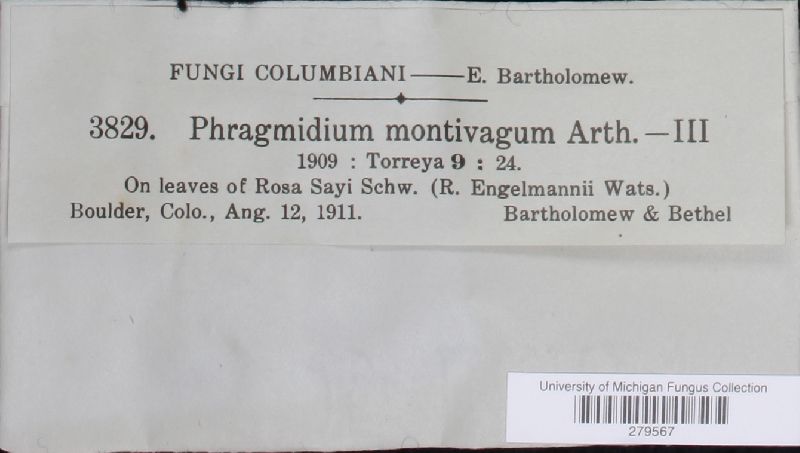 FUNGI COLUMBIANI——E. Bartholomew.
3829. Phragmidium montivagum Arth.—III
1909 : Torreya 9 : 24.
On leaves of Rosa Sayi Schw. (R. Engelmannii Wats.)
Boulder, Colo., Ang. 12, 1911. Bartholomew & Bethel
University of Michigan Fungus Collection
279567